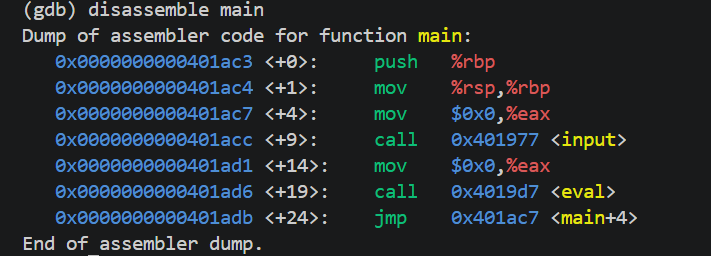 (gdb) disassemble main
Dump of assembler code for function main:
   0x0000000000401ac3 <+0>:     push   %rbp
   0x0000000000401ac4 <+1>:     mov    %rsp,%rbp
   0x0000000000401ac7 <+4>:     mov    $0x0,%eax
   0x0000000000401acc <+9>:     call   0x401977 <input>
   0x0000000000401ad1 <+14>:    mov    $0x0,%eax
   0x0000000000401ad6 <+19>:    call   0x4019d7 <eval>
   0x0000000000401adb <+24>:    jmp    0x401ac7 <main+4>
End of assembler dump.